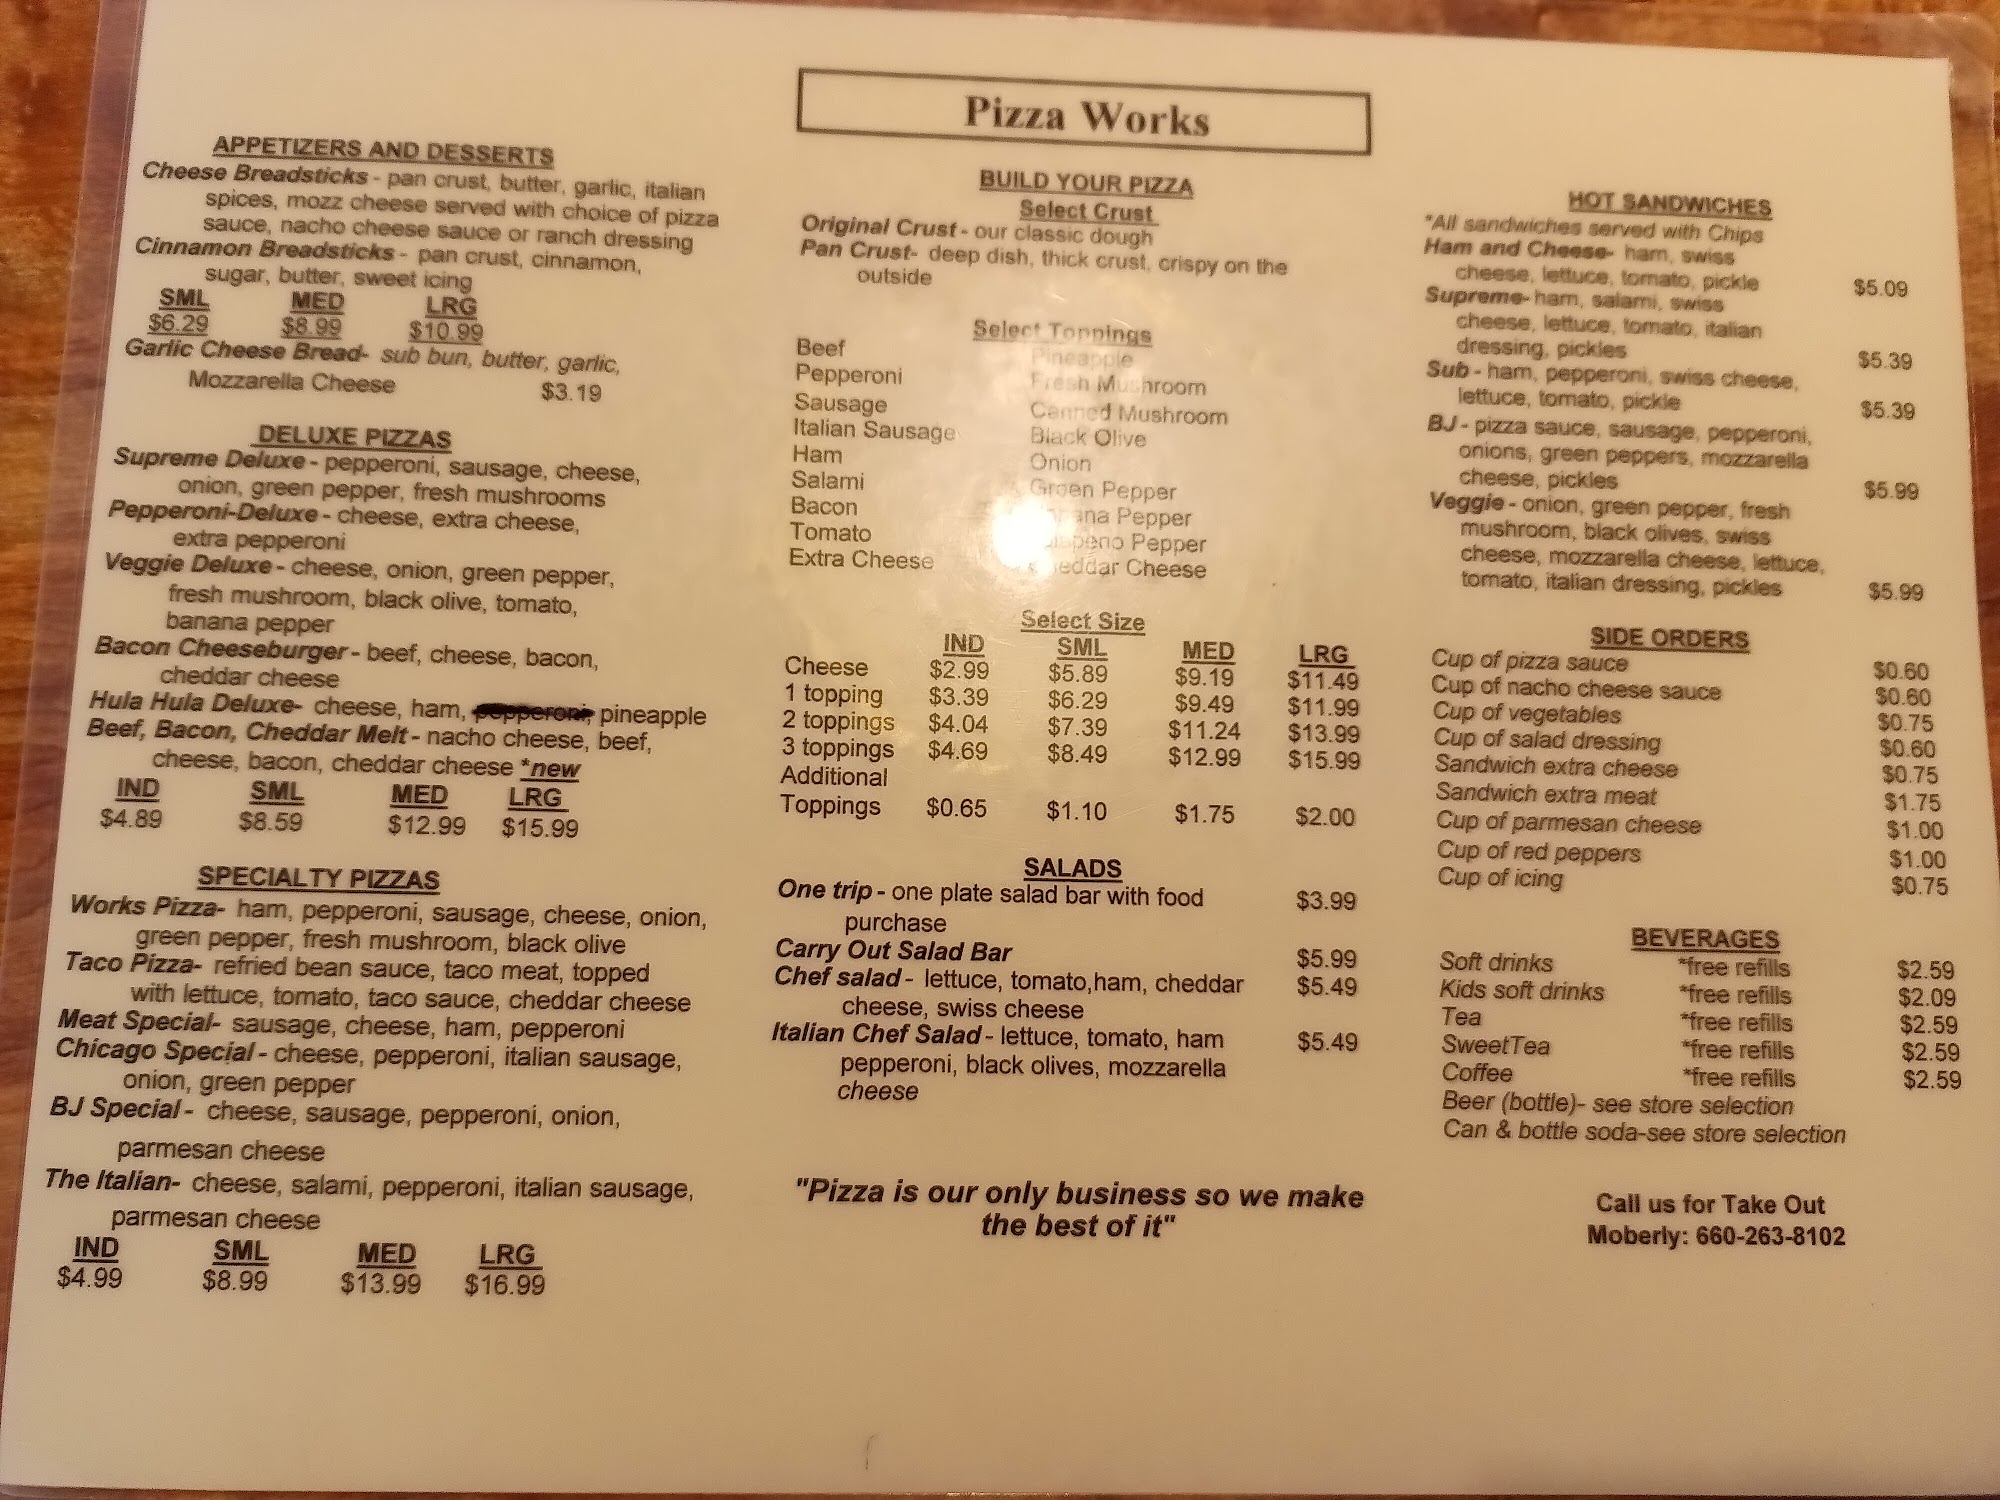 Pizza Works
APPETIZERS AND DESSERTS
Cheese Breadsticks - pan crust, butter, garlic, italian
spices, mozz cheese served with choice of pizza
sauce, nacho cheese sauce or ranch dressing
Cinnamon Breadsticks - pan crust, cinnamon,
sugar, butter, sweet icing
SML MED LRG
$6.29 $8.99 $10.99
Garlic Cheese Bread- sub bun, butter, garlic,
Mozzarella Cheese $3.19
DELUXE PIZZAS
Supreme Deluxe - pepperoni, sausage, cheese,
onion, green pepper, fresh mushrooms
Pepperoni-Deluxe - cheese, extra cheese,
extra pepperoni
Veggie Deluxe - cheese, onion, green pepper,
fresh mushroom, black olive, tomato,
banana pepper
Bacon Cheeseburger - beef, cheese, bacon,
cheddar cheese
Hula Hula Deluxe- cheese, ham, pepperoni, pineapple
Beef, Bacon, Cheddar Melt - nacho cheese, beef,
cheese, bacon, cheddar cheese *new
IND SML MED LRG
$4.89 $8.59 $12.99 $15.99
SPECIALTY PIZZAS
Works Pizza- ham, pepperoni, sausage, cheese, onion,
green pepper, fresh mushroom, black olive
Taco Pizza- refried bean sauce, taco meat, topped
with lettuce, tomato, taco sauce, cheddar cheese
Meat Special- sausage, cheese, ham, pepperoni
Chicago Special - cheese, pepperoni, italian sausage,
onion, green pepper
BJ Special - cheese, sausage, pepperoni, onion,
parmesan cheese
The Italian- cheese, salami, pepperoni, italian sausage,
parmesan cheese
IND SML MED LRG
$4.99 $8.99 $13.99 $16.99
BUILD YOUR PIZZA
Select Crust
Original Crust - our classic dough
Pan Crust- deep dish, thick crust, crispy on the
outside
Select Toppings
Beef Pineapple
Pepperoni Fresh Mushroom
Sausage Canned Mushroom
Italian Sausage Black Olive
Ham Onion
Salami Green Pepper
Bacon Pepper
Tomato Pepper
Extra Cheese Cheddar Cheese
Select Size
IND SML MED LRG
Cheese $2.99 $5.89 $9.19 $11.49
1 topping $3.39 $6.29 $9.49 $11.99
2 toppings $4.04 $7.39 $11.24 $13.99
3 toppings $4.69 $8.49 $12.99 $15.99
Additional
Toppings $0.65 $1.10 $1.75 $2.00
SALADS
One trip - one plate salad bar with food $3.99
purchase
Carry Out Salad Bar $5.99
Chef salad - lettuce, tomato,ham, cheddar $5.49
cheese, swiss cheese
Italian Chef Salad - lettuce, tomato, ham $5.49
pepperoni, black olives, mozzarella
cheese
"Pizza is our only business so we make
the best of it"
HOT SANDWICHES
*All sandwiches served with Chips
Ham and Cheese- ham, swiss
cheese, lettuce, tomato, pickle $5.09
Supreme- ham, salami, swiss
cheese, lettuce, tomato, italian
dressing, pickles $5.39
Sub - ham, pepperoni, swiss cheese,
lettuce, tomato, pickle $5.39
BJ - pizza sauce, sausage, pepperoni,
onions, green peppers, mozzarella
cheese, pickles $5.99
Veggie - onion, green pepper, fresh
mushroom, black olives, swiss
cheese, mozzarella cheese, lettuce,
tomato, italian dressing, pickles $5.99
SIDE ORDERS
Cup of pizza sauce $0.60
Cup of nacho cheese sauce $0.60
Cup of vegetables $0.75
Cup of salad dressing $0.60
Sandwich extra cheese $0.75
Sandwich extra meat $1.75
Cup of parmesan cheese $1.00
Cup of red peppers $1.00
Cup of icing $0.75
BEVERAGES
Soft drinks *free refills $2.59
Kids soft drinks *free refills $2.09
Tea *free refills $2.59
SweetTea *free refills $2.59
Coffee *free refills $2.59
Beer (bottle)- see store selection
Can & bottle soda-see store selection
Call us for Take Out
Moberly: 660-263-8102